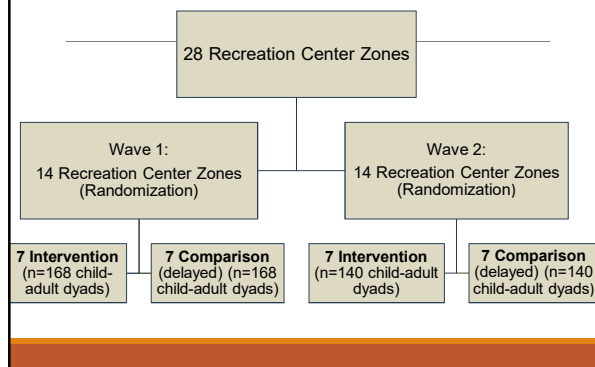 28 Recreation Center Zones
Wave 1:
14 Recreation Center Zones
(Randomization)
Wave 2:
14 Recreation Center Zones
(Randomization)
7 Intervention
(n=168 child-
adult dyads)
7 Comparison
(delayed) (n=168
child-adult dyads)
7 Intervention
(n=140 child-adult
dyads)
7 Comparison
(delayed) (n=140
child-adult dyads)